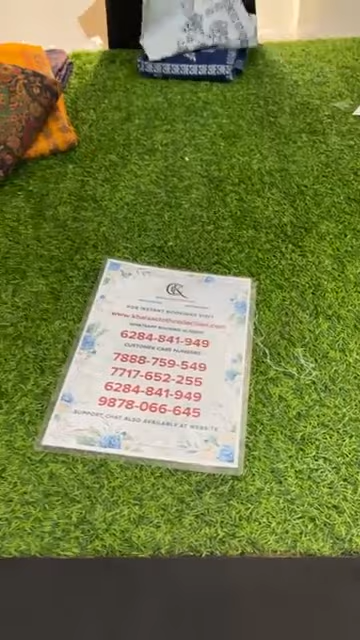 CK
FOR INSTANT BOOKINGS VISIT
6284-841-949
CUSTOMER CARE NUMBERS
7888-759-549
7717-652-255
6284-841-949
9878-066-645
SUPPORT CHAT ALSO AVAILABLE AT WEBSITE